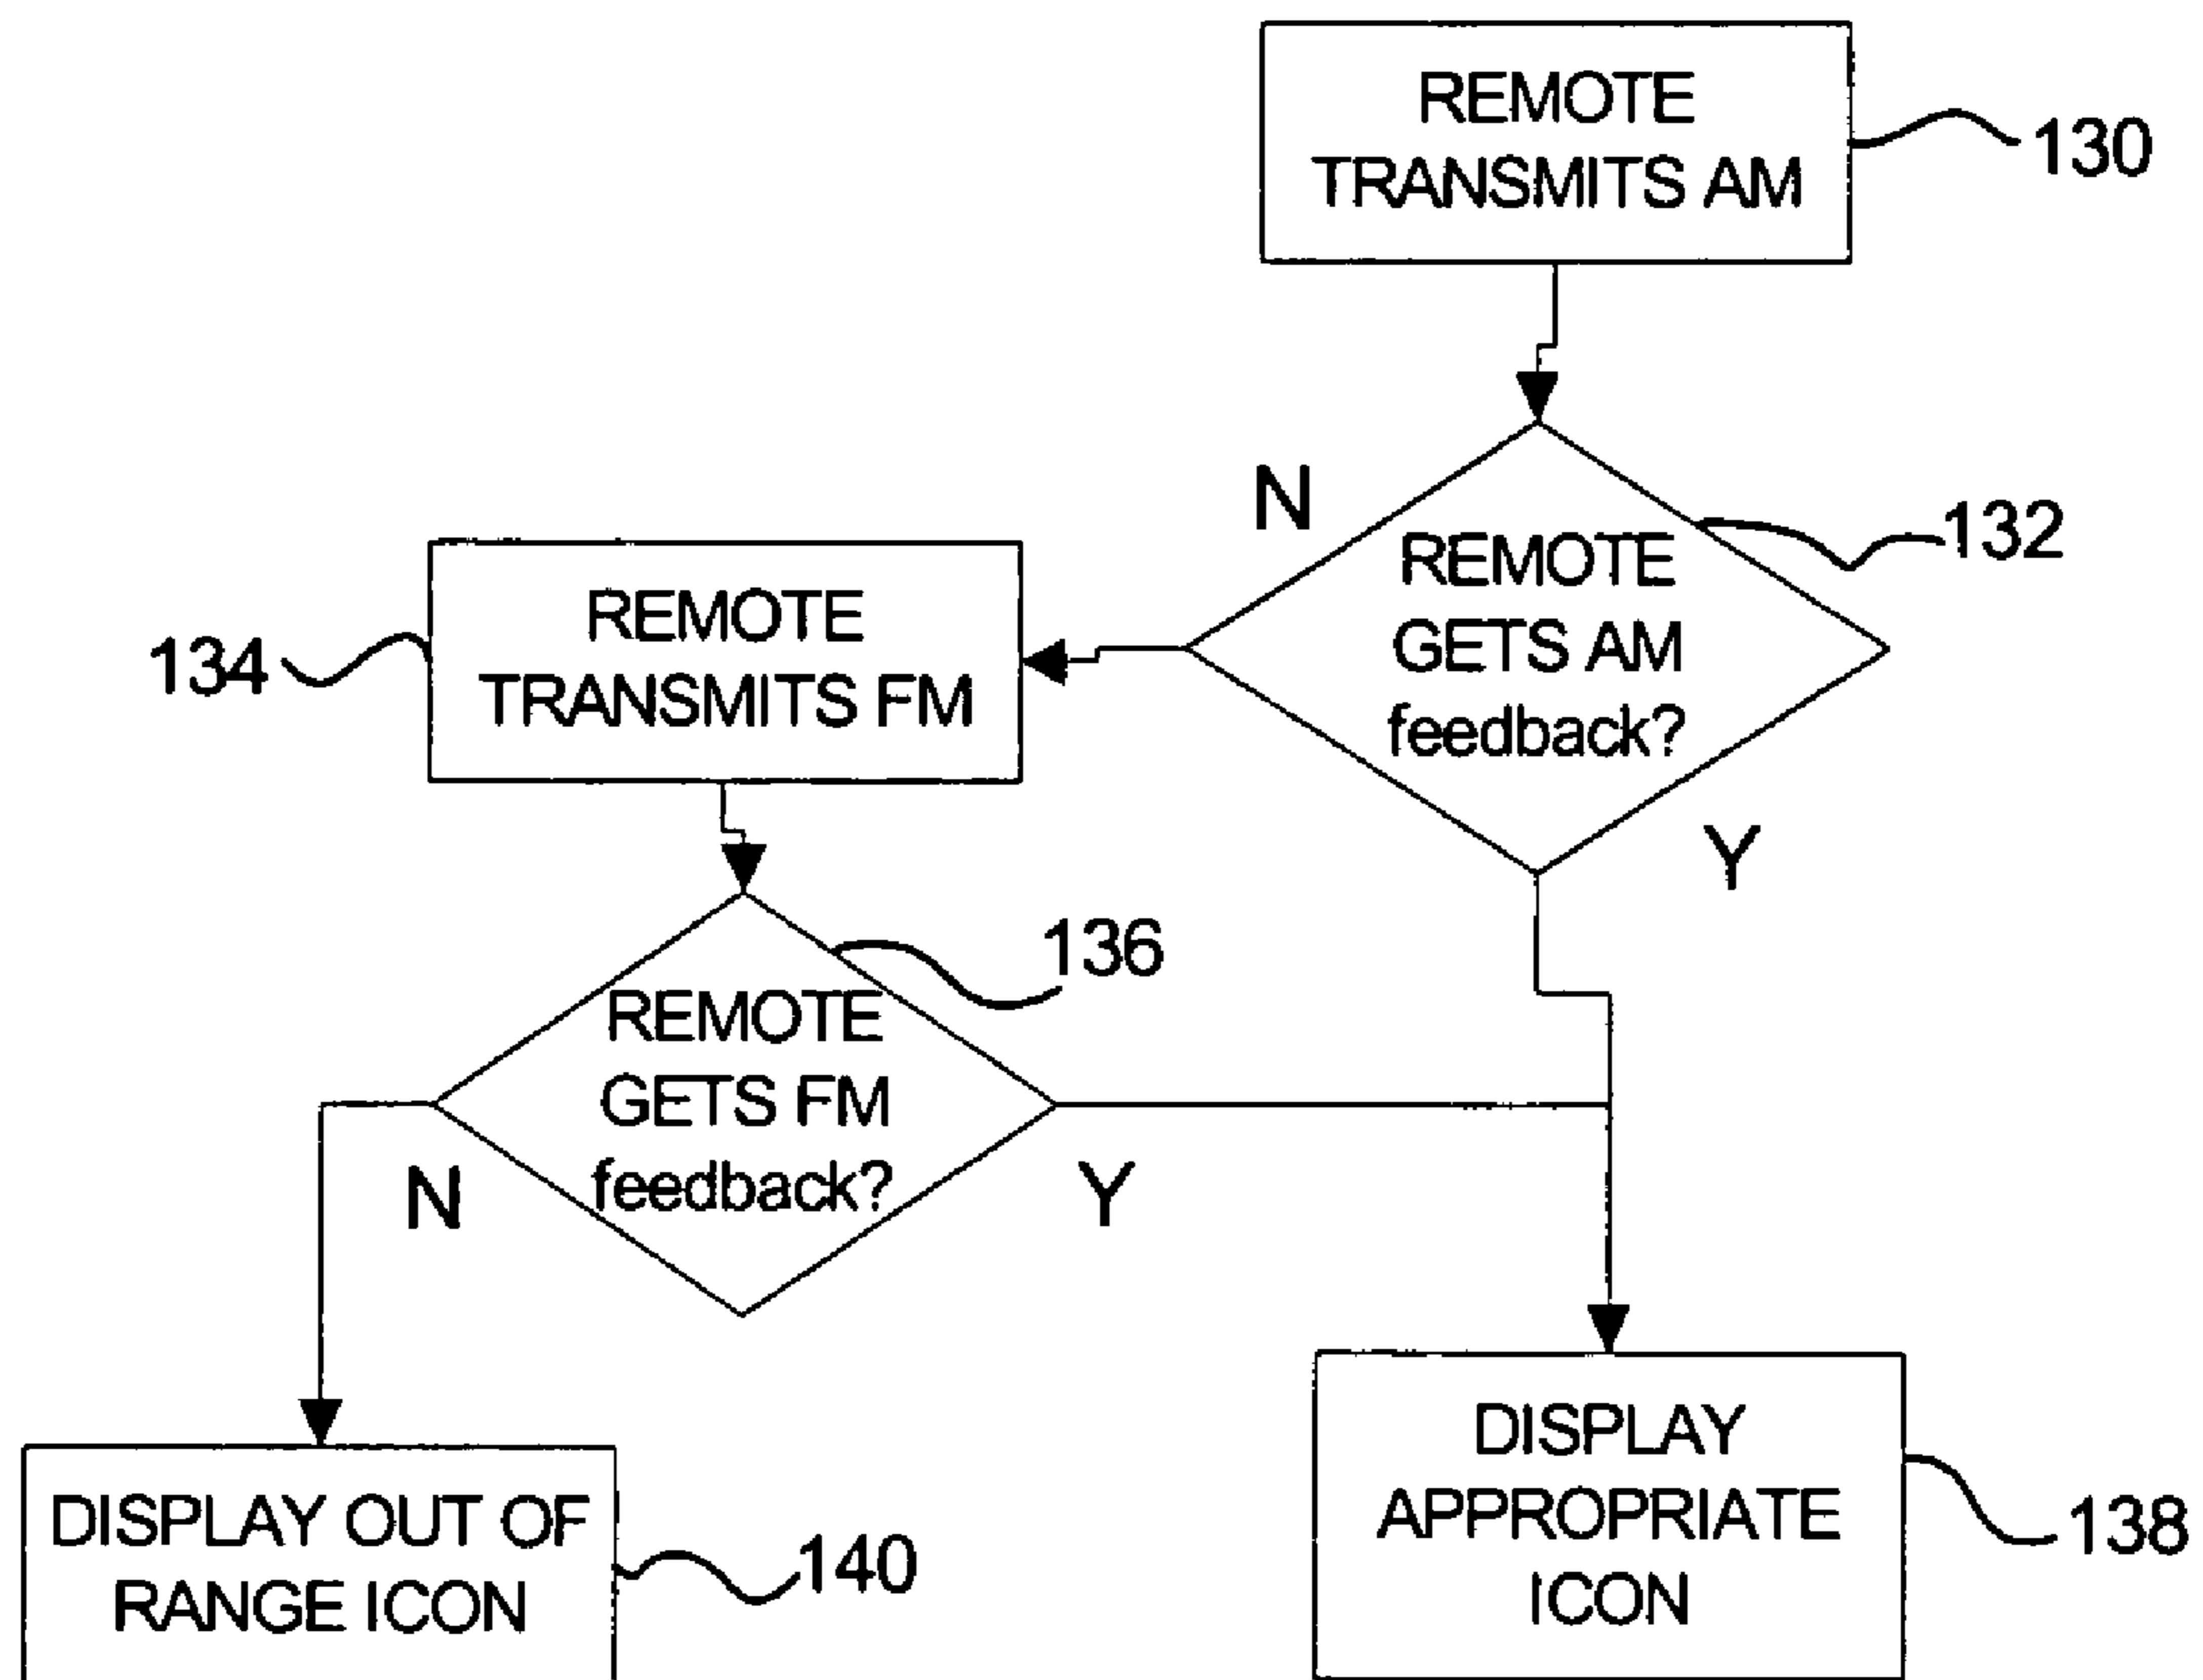 REMOTE
TRANSMITS AM
130
N
132
REMOTE
GETS AM
feedback?
Y
134
REMOTE
TRANSMITS FM
136
REMOTE
GETS FM
feedback?
N
Y
DISPLAY OUT OF
RANGE ICON
140
DISPLAY
APPROPRIATE
ICON
138